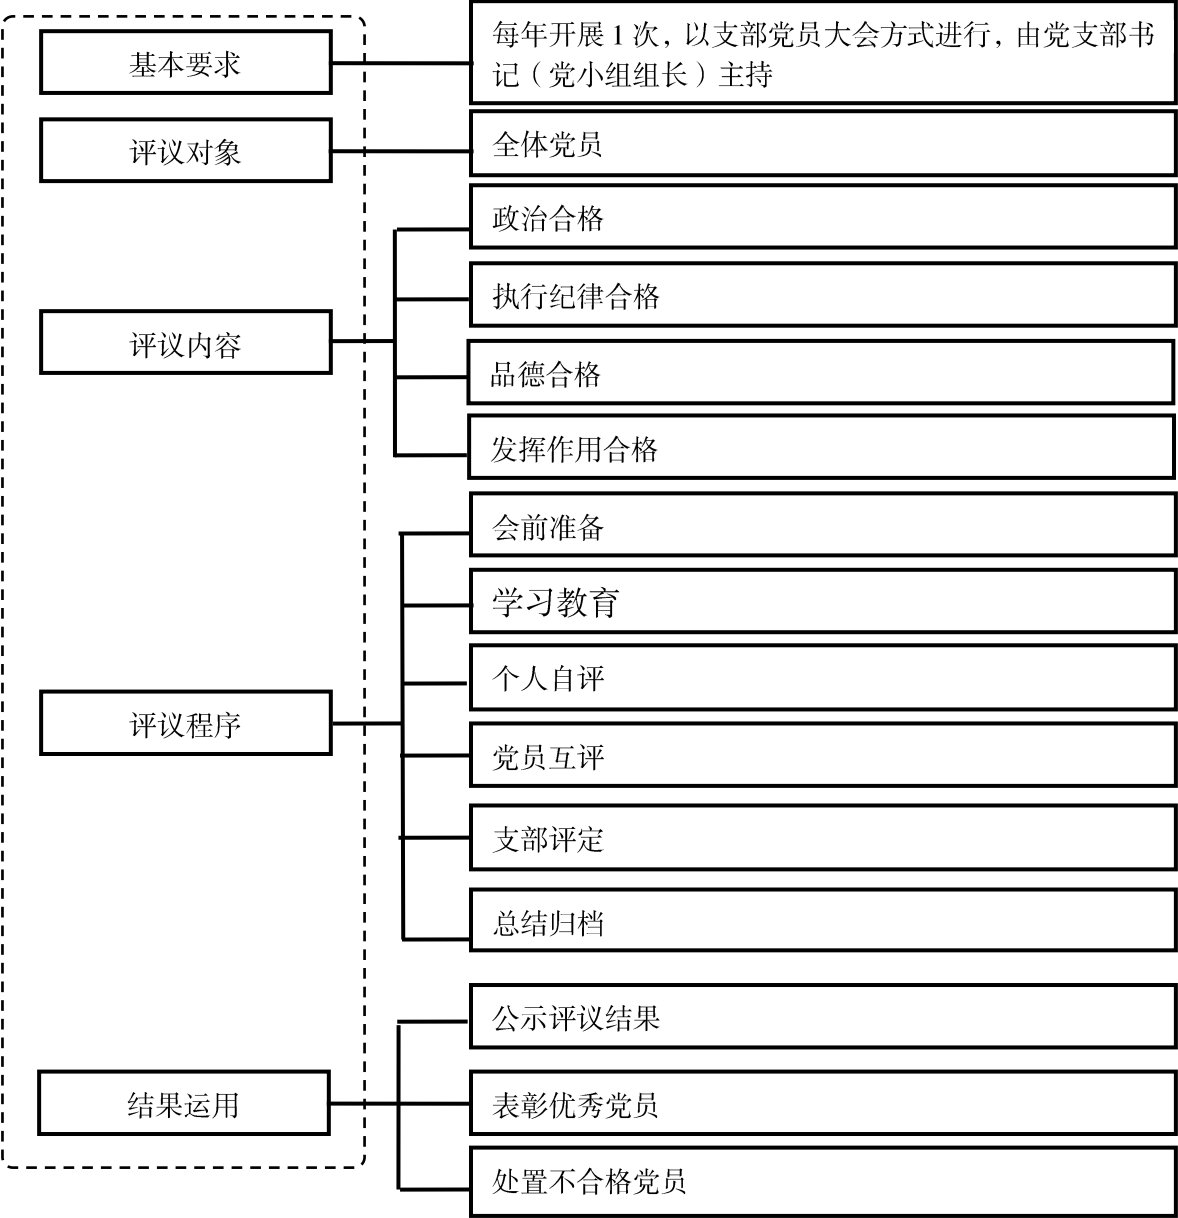 基本要求
每年开展 1 次，以支部党员大会方式进行，由党支部书
记（党小组组长）主持
评议对象
全体党员
评议内容
政治合格
执行纪律合格
品德合格
发挥作用合格
评议程序
会前准备
学习教育
个人自评
党员互评
支部评定
总结归档
结果运用
公示评议结果
表彰优秀党员
处置不合格党员